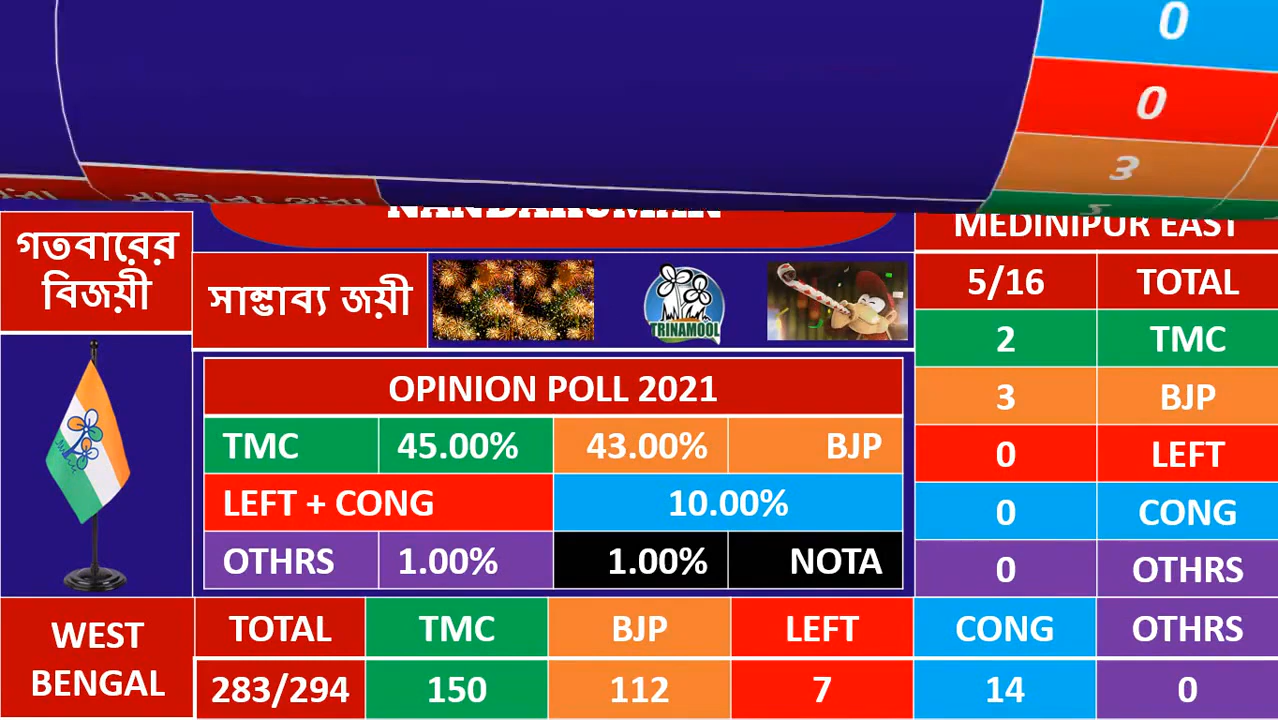 0
0
3
5
NANDAKUMAR
MEDINIPUR EAST
গতবারের
বিজয়ী
সাম্ভাব্য জয়ী
TRINAMOOL
5/16 TOTAL
2 TMC
3 BJP
0 LEFT
0 CONG
0 OTHRS
OPINION POLL 2021
TMC 45.00% 43.00% BJP
LEFT + CONG 10.00%
OTHRS 1.00% 1.00% NOTA
WEST
BENGAL
TOTAL TMC BJP LEFT CONG OTHRS
283/294 150 112 7 14 0